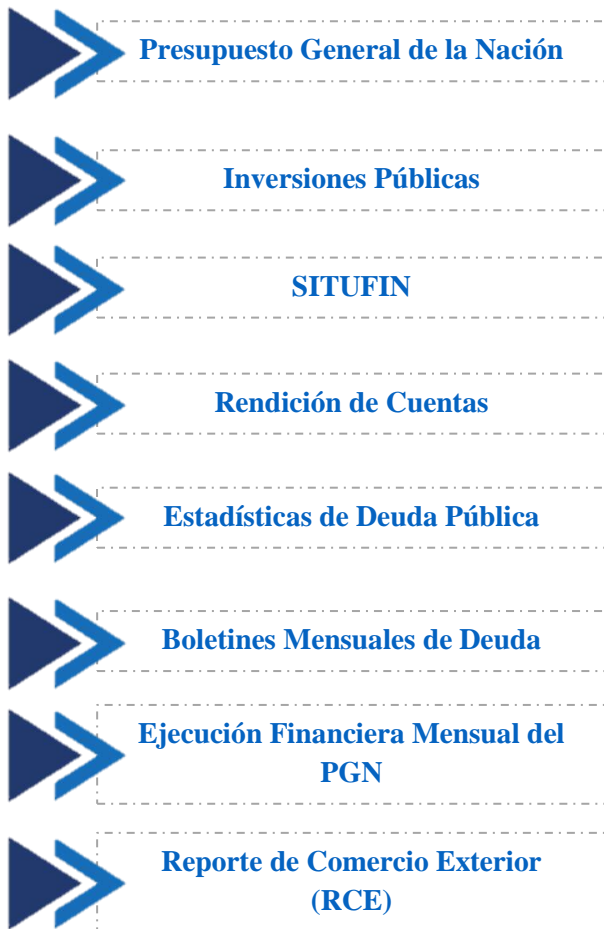 Presupuesto General de la Nación
Inversiones Públicas
SITUFIN
Rendición de Cuentas
Estadísticas de Deuda Pública
Boletines Mensuales de Deuda
Ejecución Financiera Mensual del
PGN
Reporte de Comercio Exterior
(RCE)